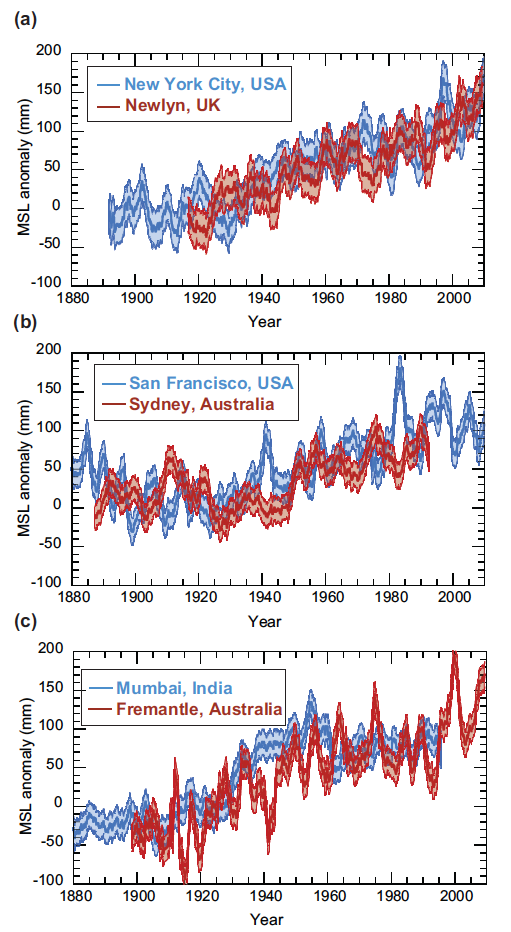 (a)
200
150
100
50
0
-50
-100
MSL anomaly (mm)
New York City, USA
Newlyn, UK
1880 1900 1920 1940 1960 1980 2000
Year
(b)
200
150
100
50
0
-50
-100
MSL anomaly (mm)
San Francisco, USA
Sydney, Australia
1880 1900 1920 1940 1960 1980 2000
Year
(c)
200
150
100
50
0
-50
-100
MSL anomaly (mm)
Mumbai, India
Fremantle, Australia
1880 1900 1920 1940 1960 1980 2000
Year